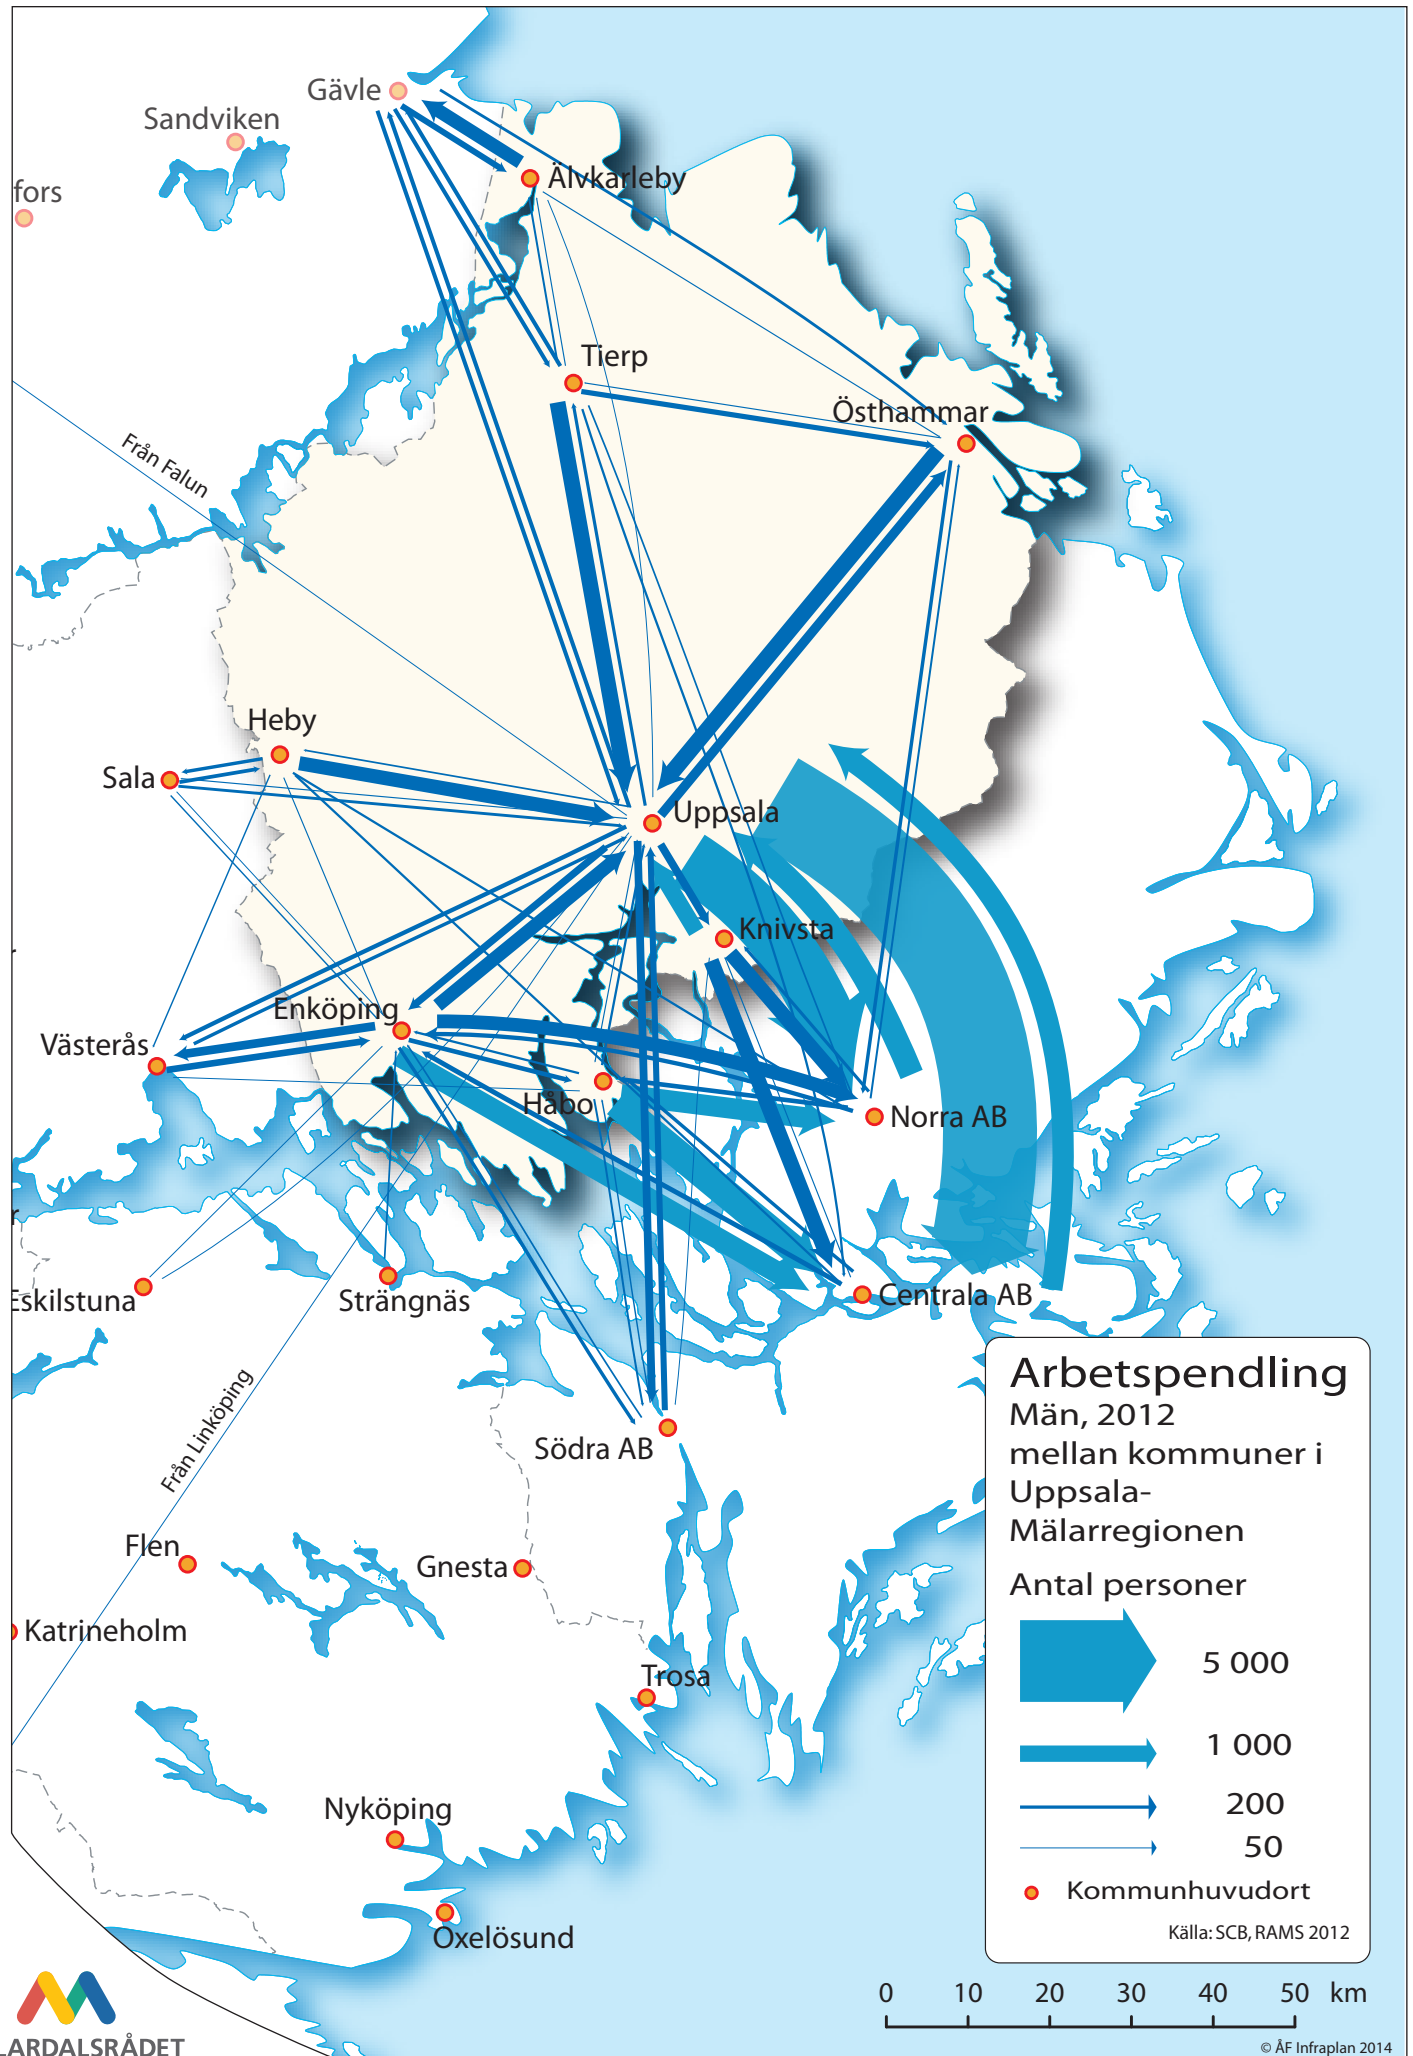 Gävle
Sandviken
fors
Älvkarleby
Tierp
Östhammar
Från Falun
Heby
Sala
Uppsala
Knivsta
Enköping
Västerås
Håbo
Norra AB
Eskilstuna
Strängnäs
Centrala AB
Södra AB
Från Linköping
Flen
Gnesta
Katrineholm
Trosa
Nyköping
Oxelösund
Arbetspendling
Män, 2012
mellan kommuner i
Uppsala-
Mälarregionen
Antal personer
5 000
1 000
200
50
Kommunhuvudort
Källa: SCB, RAMS 2012
0 10 20 30 40 50 km
LARDALSRÅDET
© ÅF Infraplan 2014